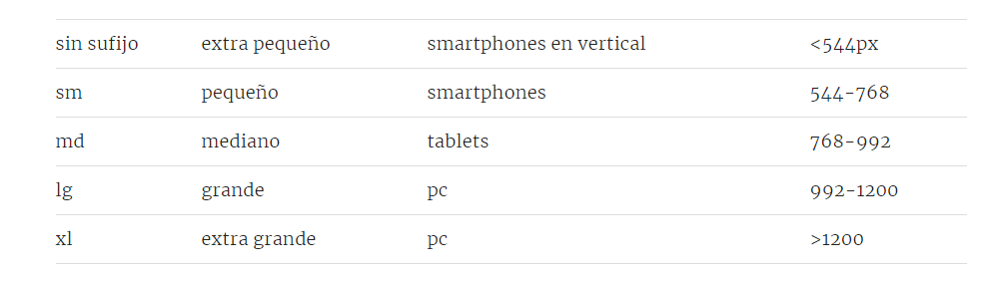 sin sufijo extra pequeño smartphones en vertical <544px
sm pequeño smartphones 544-768
md mediano tablets 768-992
lg grande pc 992-1200
xl extra grande pc >1200